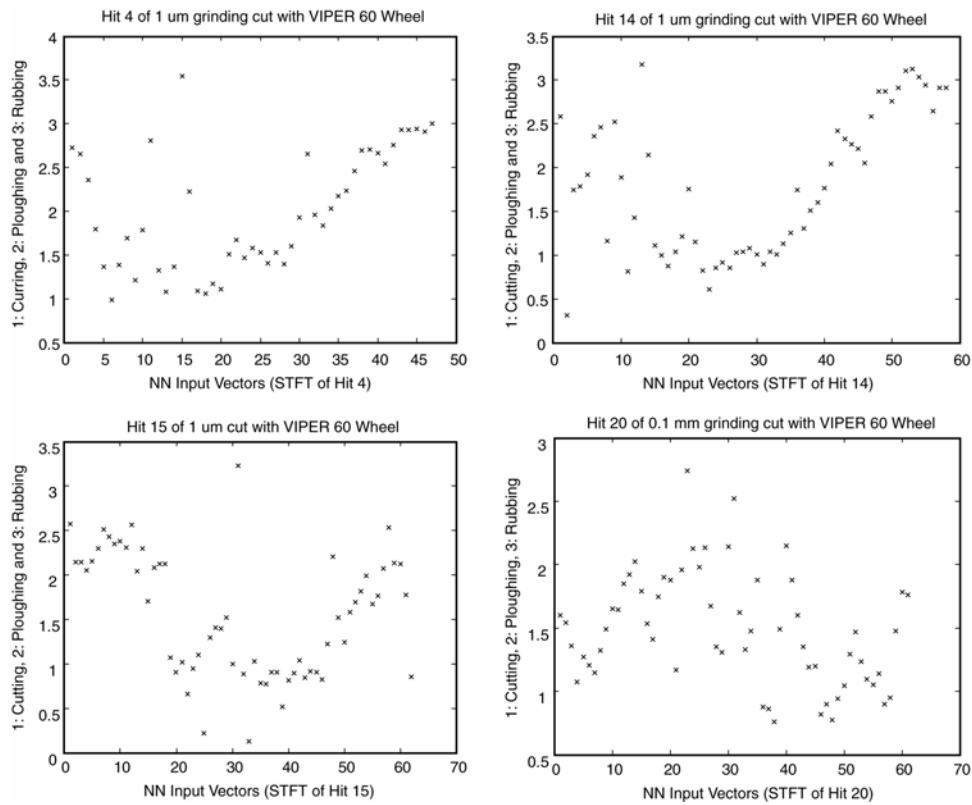 Hit 4 of 1 um grinding cut with VIPER 60 Wheel
1: Curring, 2: Ploughing and 3: Rubbing
4
3.5
3
2.5
2
1.5
1
0.5
0 5 10 15 20 25 30 35 40 45 50
NN Input Vectors (STFT of Hit 4)
Hit 14 of 1 um grinding cut with VIPER 60 Wheel
1: Cutting, 2: Ploughing and 3: Rubbing
3.5
3
2.5
2
1.5
1
0.5
0
0 10 20 30 40 50 60
NN Input Vectors (STFT of Hit 14)
Hit 15 of 1 um cut with VIPER 60 Wheel
1: Cutting, 2: Ploughing and 3: Rubbing
3.5
3
2.5
2
1.5
1
0.5
0
0 10 20 30 40 50 60 70
NN Input Vectors (STFT of Hit 15)
Hit 20 of 0.1 mm grinding cut with VIPER 60 Wheel
1: Cutting, 2: Ploughing, 3: Rubbing
3
2.5
2
1.5
1
0.5
0 10 20 30 40 50 60 70
NN Input Vectors (STFT of Hit 20)